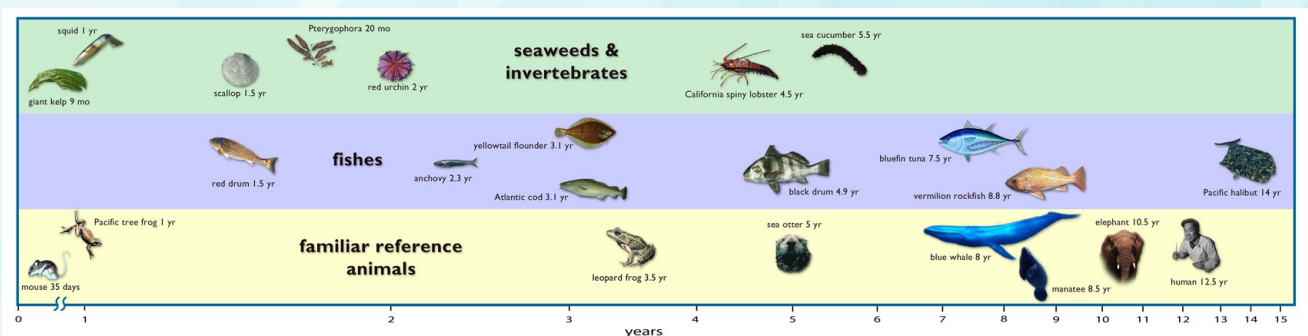 squid 1 yr
Pterygophora 20 mo
giant kelp 9 mo
scallop 1.5 yr
red urchin 2 yr
seaweeds &
invertebrates
California spiny lobster 4.5 yr
sea cucumber 5.5 yr
red drum 1.5 yr
fishes
anchovy 2.3 yr
yellowtail flounder 3.1 yr
Atlantic cod 3.1 yr
black drum 4.9 yr
bluefin tuna 7.5 yr
vermilion rockfish 8.8 yr
Pacific halibut 14 yr
Pacific tree frog 1 yr
mouse 35 days
familiar reference
animals
leopard frog 3.5 yr
sea otter 5 yr
blue whale 8 yr
manatee 8.5 yr
elephant 10.5 yr
human 12.5 yr
0 1 2 3 4 5 6 7 8 9 10 11 12 13 14 15
years